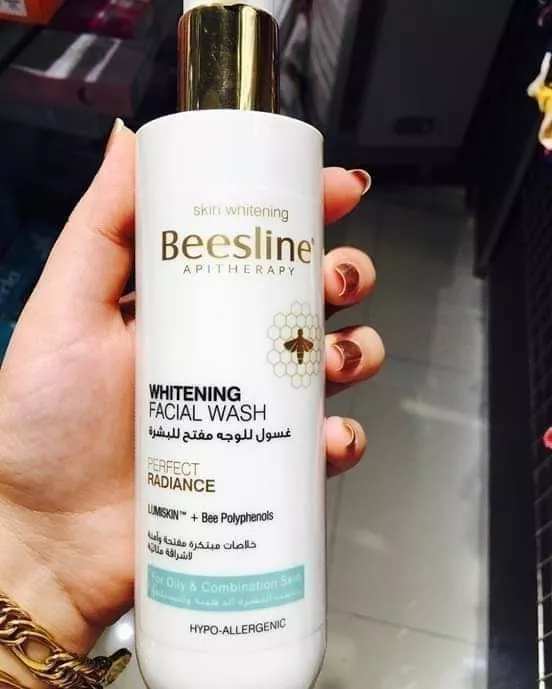 skin whitening
Beesline®
APITHERAPY
WHITENING
FACIAL WASH
غسول للوجه مفتح للبشرة
PERFECT
RADIANCE
LUMISKIN™ + Bee Polyphenols
خلاصات مبتكرة مفتحة وآمنة
لاشراقة مثالية
For Oily & Combination Skin
HYPO-ALLERGENIC